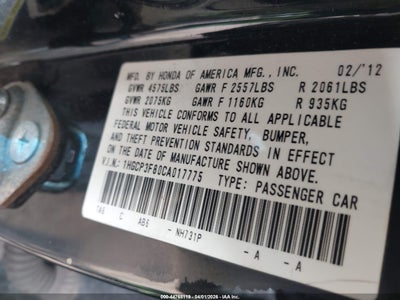 MFD. BY HONDA OF AMERICA MFG., INC. 02/'12
GVWR 4575LBS GAWR F 2557LBS R 2061LBS
GVWR 2075KG GAWR F 1160KG R 935KG
THIS VEHICLE CONFORMS TO ALL APPLICABLE
FEDERAL MOTOR VEHICLE SAFETY, BUMPER,
AND THEFT PREVENTION STANDARDS IN EFFECT
ON THE DATE OF MANUFACTURE SHOWN ABOVE.
V.I.N.: 1HGCP3F80CA017775 TYPE: PASSENGER CAR
TA5 C AB6 - NH731P - A - A